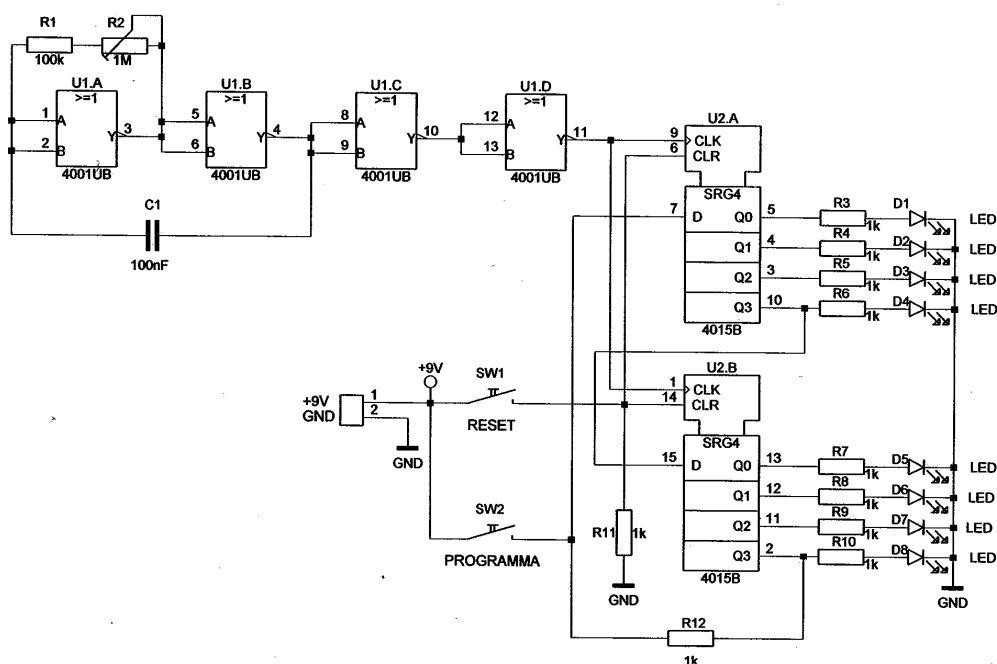 R1 R2
100k 1M
U1.A U1.B U1.C U1.D
>=1 >=1 >=1 >=1
1 A 2 B Y 3
5 A 6 B Y 4
8 A 9 B Y 10
12 A 13 B Y 11
4001UB 4001UB 4001UB 4001UB
C1
100nF
U2.A
9 CLK
6 CLR
SRG4
7 D Q0 5 R3 1k D1 LED
Q1 4 R4 1k D2 LED
Q2 3 R5 1k D3 LED
Q3 10 R6 1k D4 LED
4015B
+9V
+9V 1
GND 2
GND
SW1
RESET
U2.B
1 CLK
14 CLR
SRG4
15 D Q0 13 R7 1k D5 LED
Q1 12 R8 1k D6 LED
Q2 11 R9 1k D7 LED
Q3 2 R10 1k D8 LED
4015B
SW2
PROGRAMMA
R11 1k
GND
GND
R12
1k